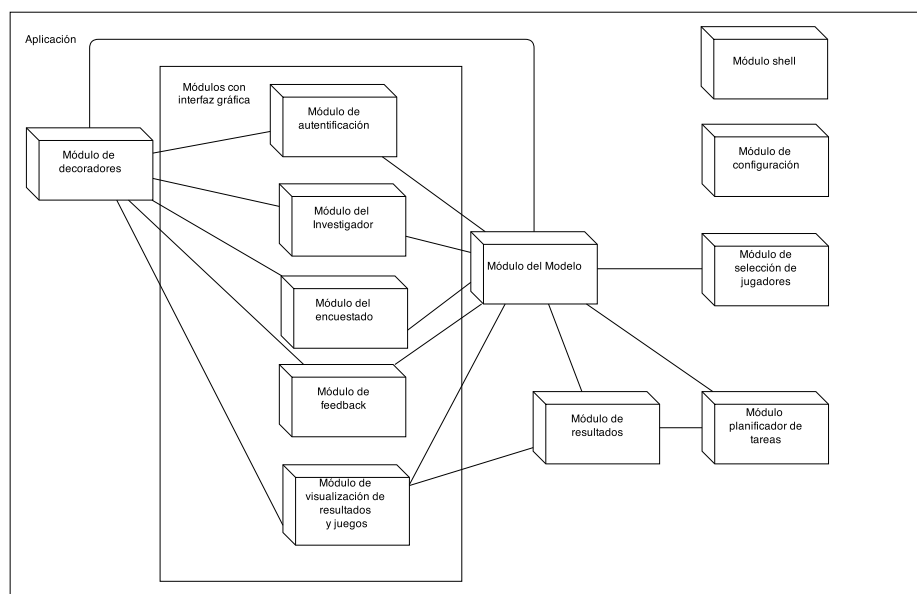 Aplicación
Módulo shell
Módulos con
interfaz gráfica
Módulo de
autentificación
Módulo de
decoradores
Módulo de
configuración
Módulo del
Investigador
Módulo del Modelo
Módulo de
selección de
jugadores
Módulo del
encuestado
Módulo de
feedback
Módulo de
resultados
Módulo
planificador de
tareas
Módulo de
visualización de
resultados
y juegos